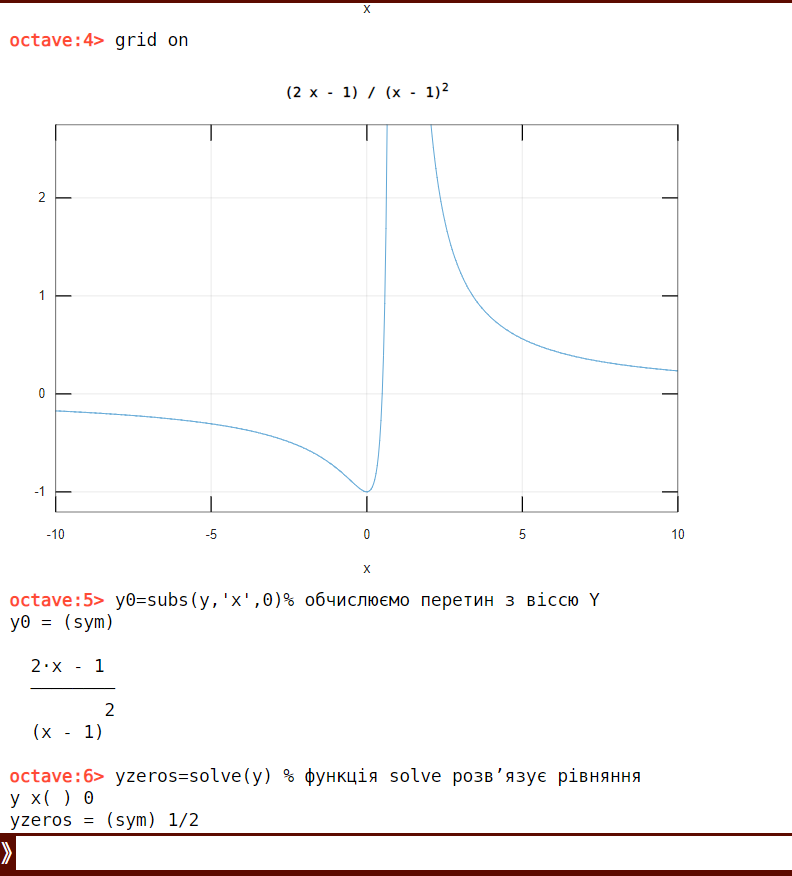 x
octave:4> grid on
(2 x - 1) / (x - 1)2
2
1
0
-1
-10 -5 0 5 10
x
octave:5> y0=subs(y,'x',0)% обчислюємо перетин з віссю Y
y0 = (sym)
2·x - 1
2
(x - 1)
octave:6> yzeros=solve(y) % функція solve розв’язує рівняння
y x( ) 0
yzeros = (sym) 1/2
⟫